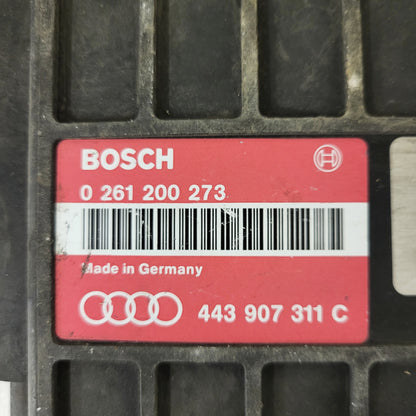 BOSCH
0 261 200 273
Made in Germany
443 907 311 C